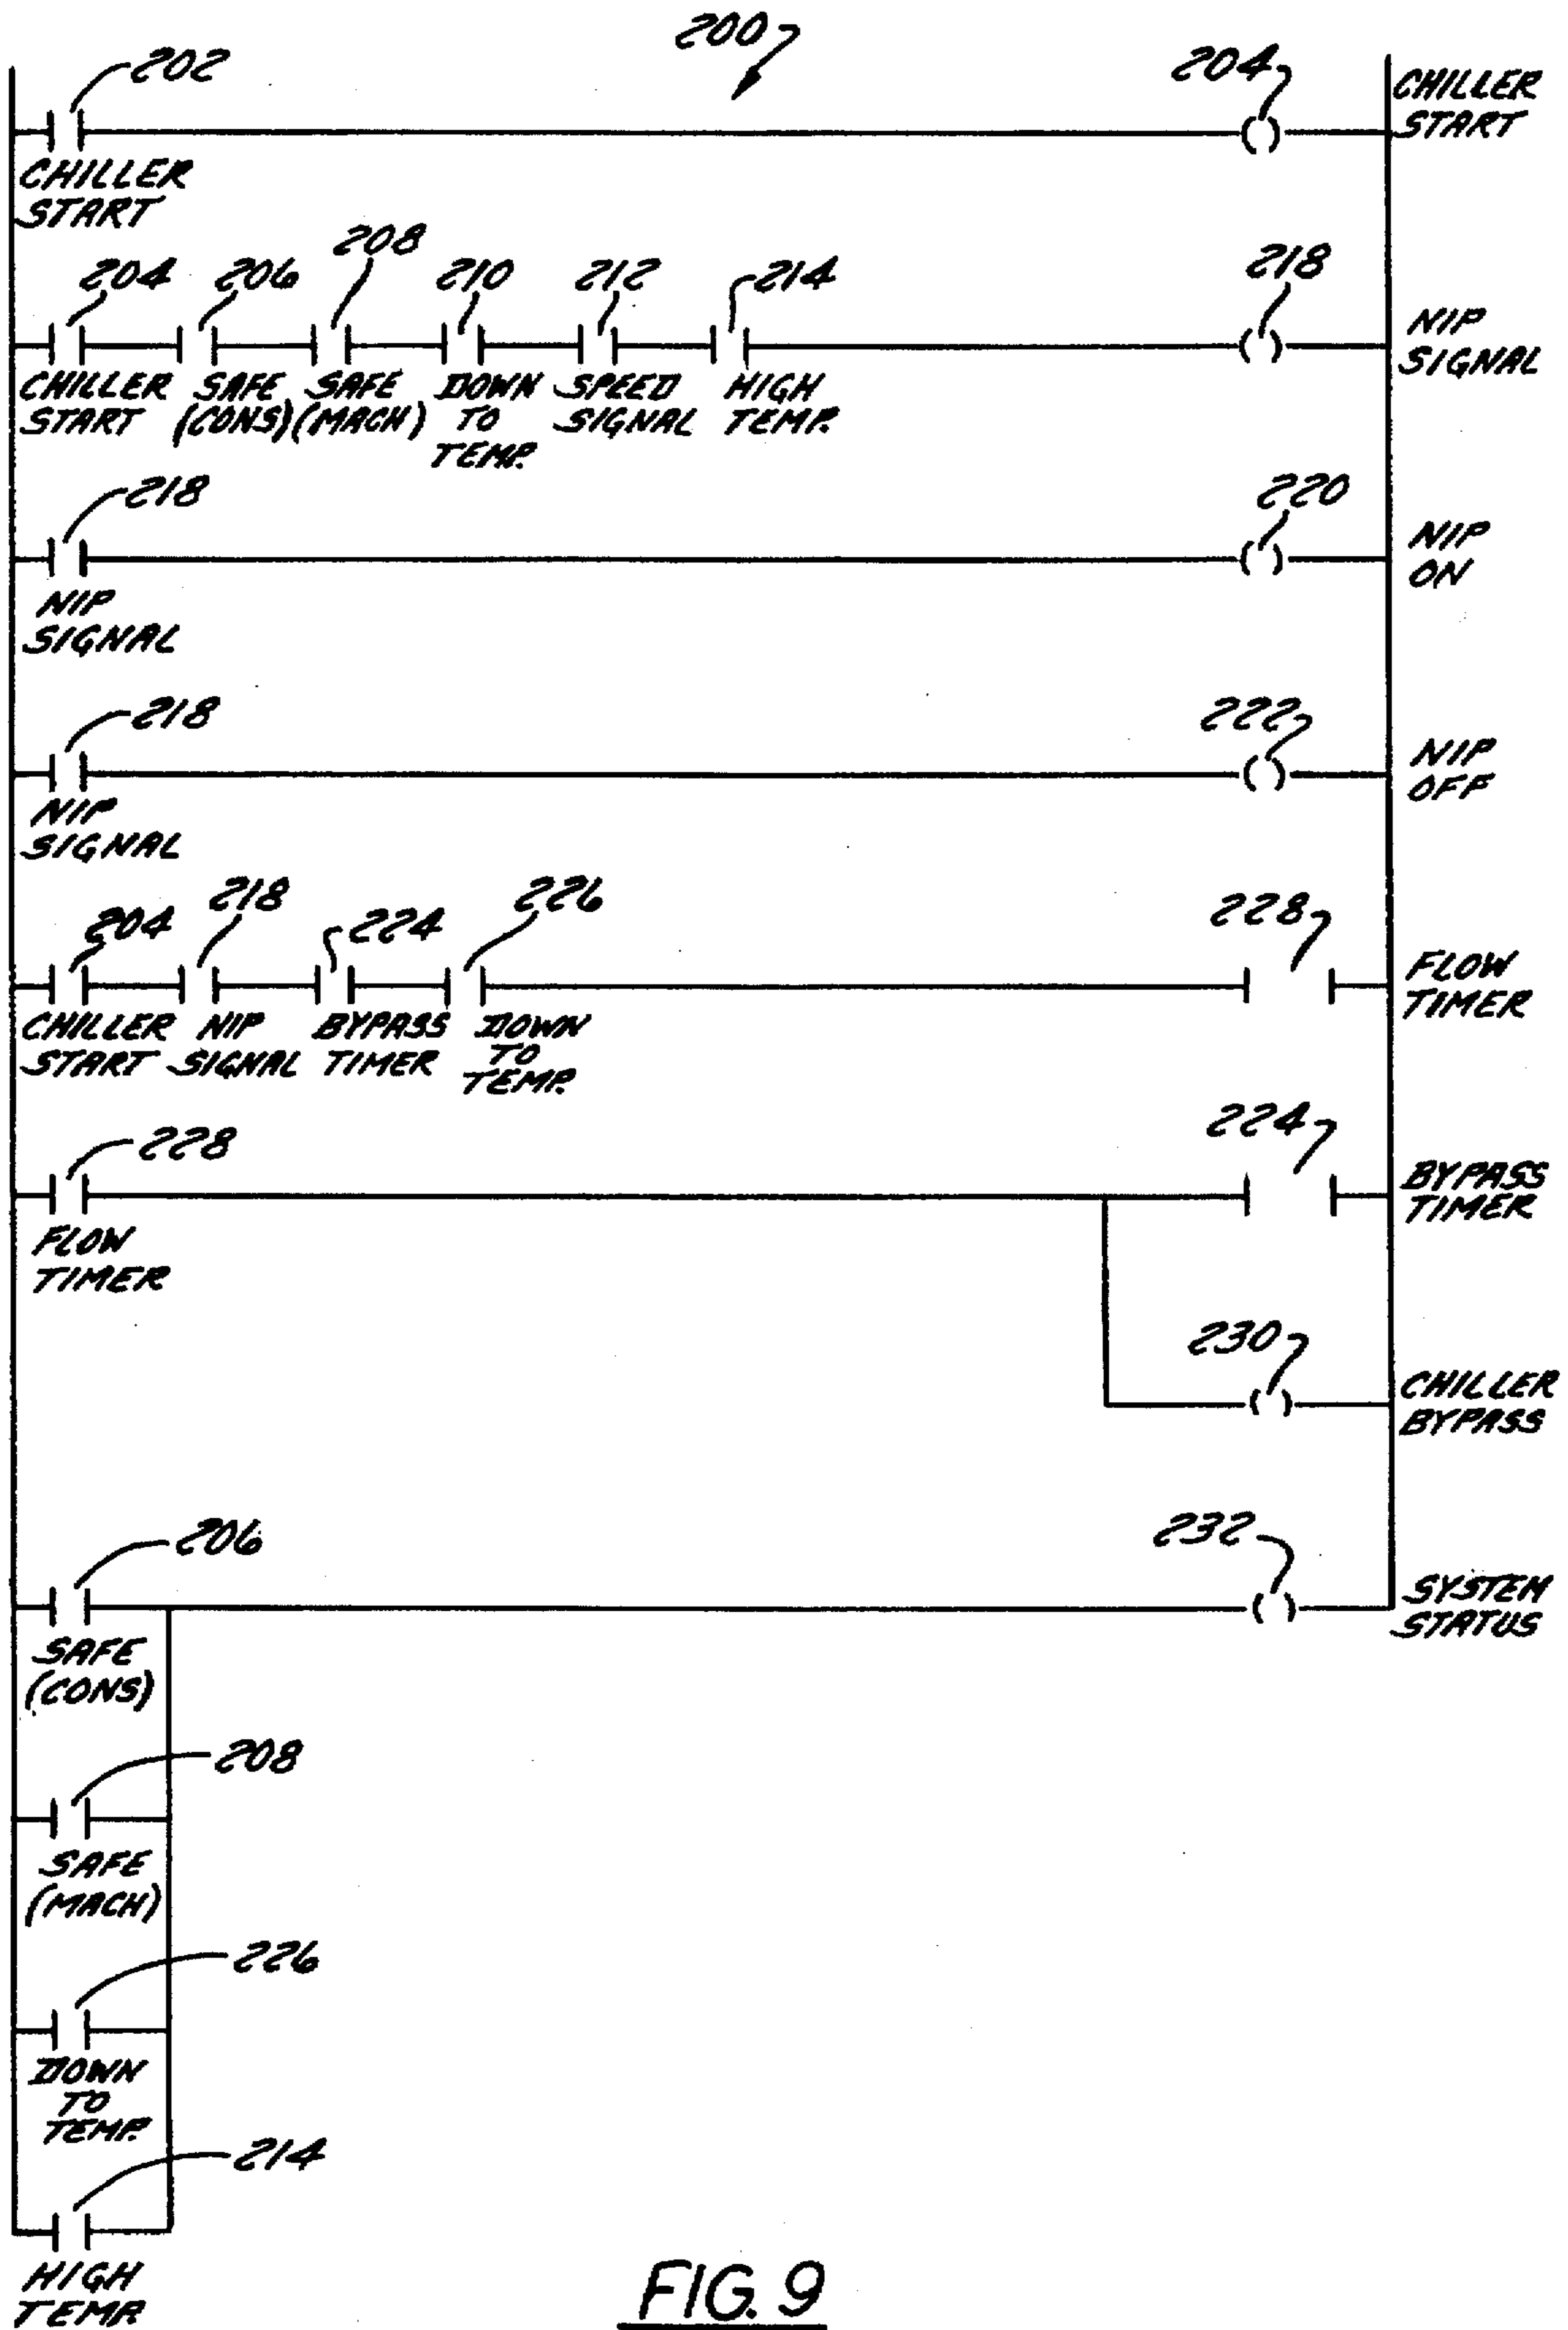 200
202
204
CHILLER
START
CHILLER
START
204
206
208
210
212
214
218
NIP
SIGNAL
CHILLER
START
SAFE
(CONS)
SAFE
(MACH)
DOWN
TO
TEMP.
SPEED
SIGNAL
HIGH
TEMP.
218
220
NIP
ON
NIP
SIGNAL
218
222
NIP
OFF
NIP
SIGNAL
204
218
224
226
228
FLOW
TIMER
CHILLER
START
NIP
SIGNAL
BYPASS
TIMER
DOWN
TO
TEMP.
228
224
BYPASS
TIMER
FLOW
TIMER
230
CHILLER
BYPASS
206
232
SYSTEM
STATUS
SAFE
(CONS)
208
SAFE
(MACH)
226
DOWN
TO
TEMP.
214
HIGH
TEMP.
FIG. 9